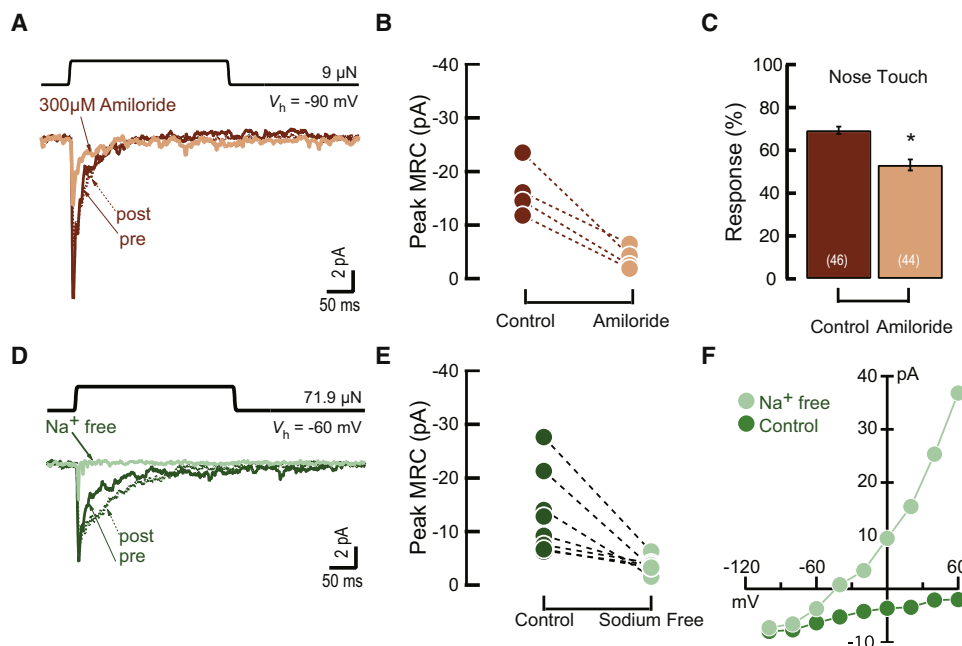 A
9 µN
Vh = -90 mV
300µM Amiloride
post
pre
2 pA
50 ms
B
Peak MRC (pA)
-40
-30
-20
-10
0
Control
Amiloride
C
Nose Touch
Response (%)
100
80
60
40
20
0
*
(46)
(44)
Control Amiloride
D
71.9 µN
Vh = -60 mV
Na+ free
post
pre
2 pA
50 ms
E
Peak MRC (pA)
-40
-30
-20
-10
0
Control
Sodium Free
F
pA
Na+ free
Control
40
30
20
10
-120
-60
60
mV
-10